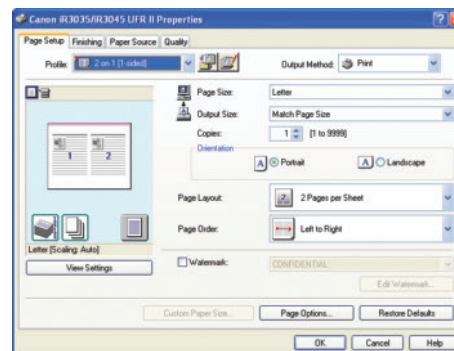 Canon iR3035/iR3045 UFR II Properties
Page Setup Finishing Paper Source Quality
Profile: 2 on 1 [1-sided] Output Method: Print
Page Size: Letter
Output Size: Match Page Size
Copies: 1 [1 to 9999]
Orientation
A Portrait A Landscape
1 2
Page Layout: 2 Pages per Sheet
Page Order: Left to Right
Letter [Scaling: Auto]
View Settings
Watermark: CONFIDENTIAL
Edit Watermark...
Custom Paper Size... Page Options... Restore Defaults
OK Cancel Help